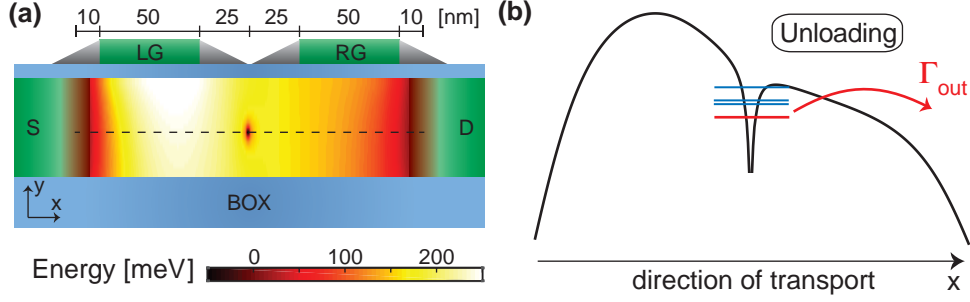 (a)
10 50 25 25 50 10 [nm]
LG RG
S D
y
x
BOX
0 100 200
Energy [meV]
(b)
Unloading
Γout
direction of transport x